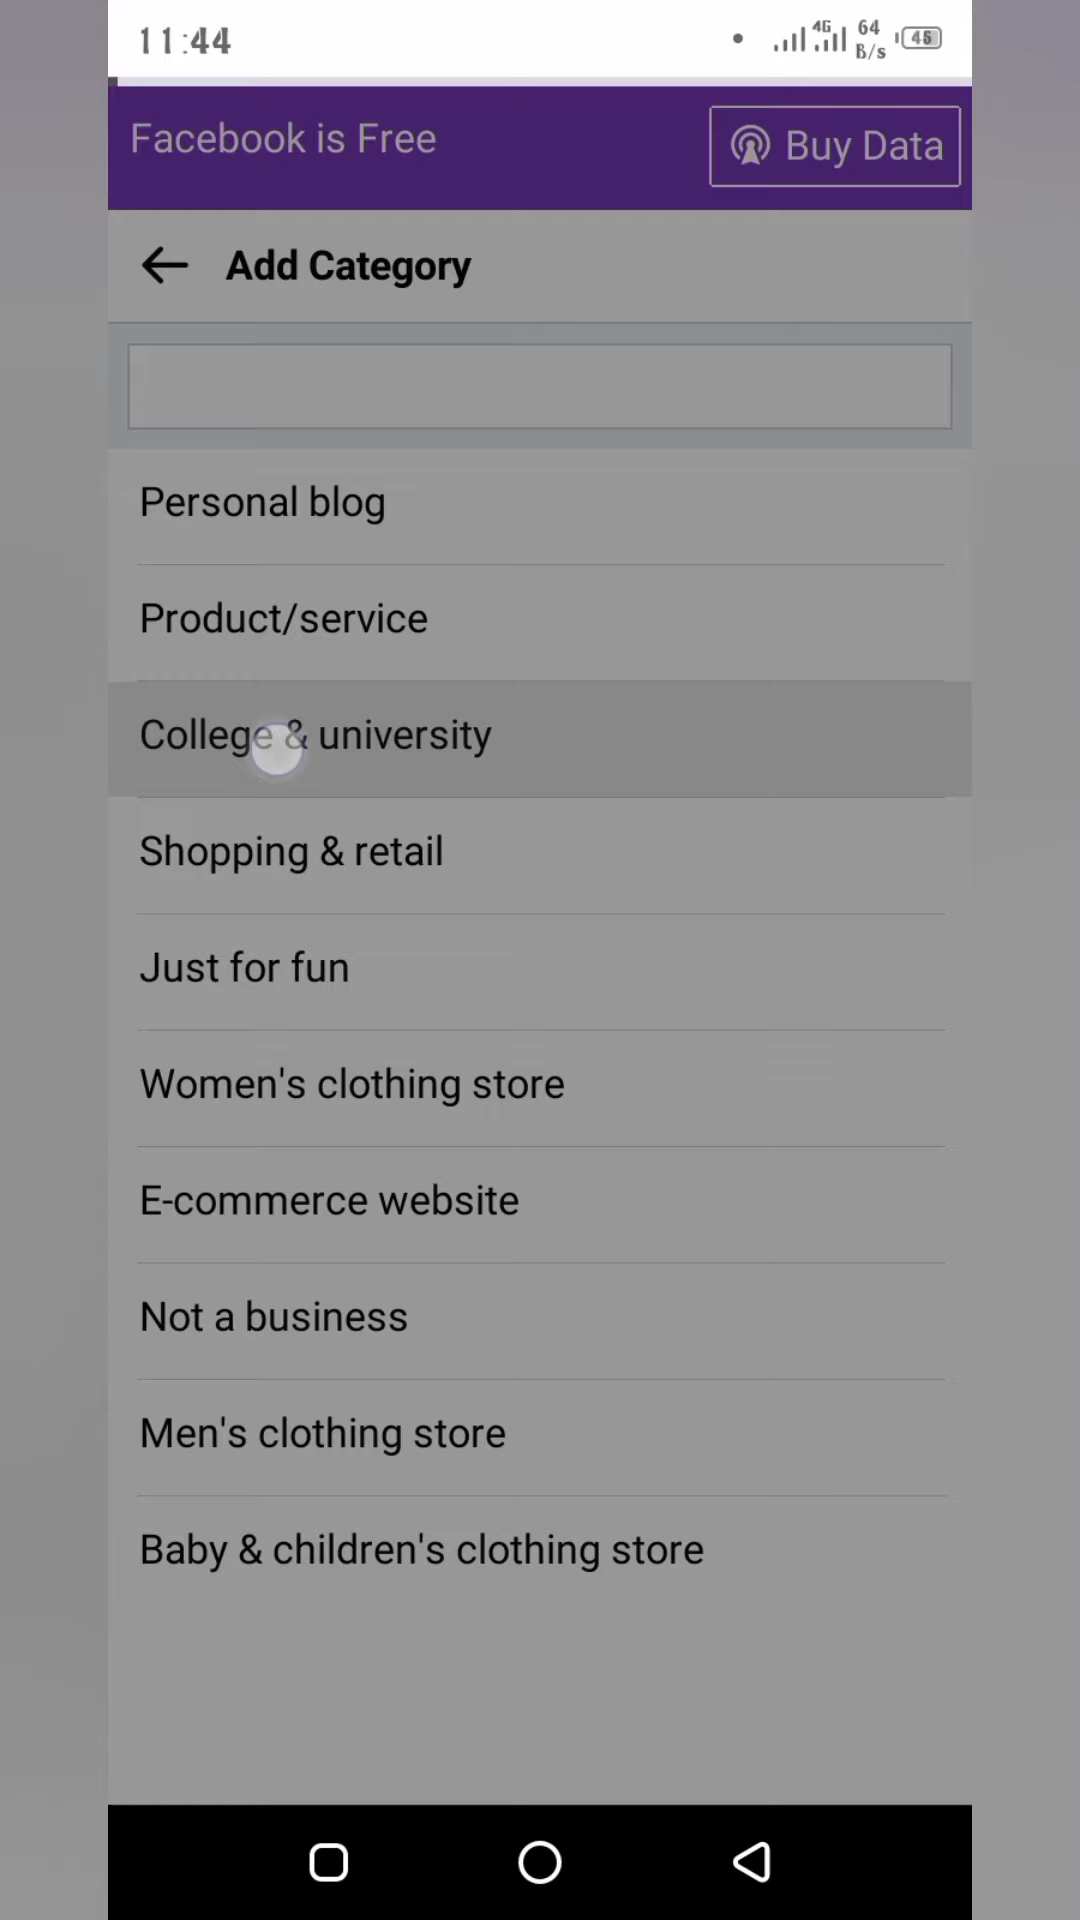 11:44
4G
64
B/s
45
Facebook is Free
Buy Data
Add Category
Personal blog
Product/service
College & university
Shopping & retail
Just for fun
Women's clothing store
E-commerce website
Not a business
Men's clothing store
Baby & children's clothing store